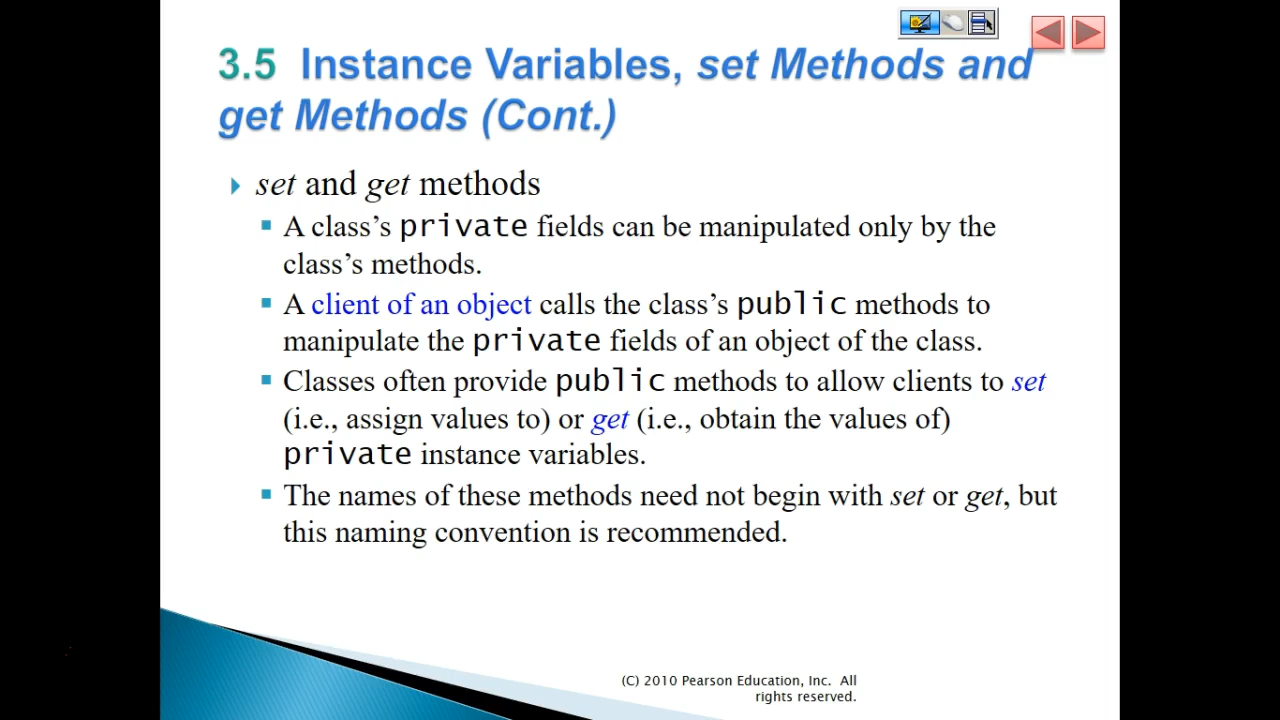 3.5 Instance Variables, set Methods and
get Methods (Cont.)
set and get methods
A class’s private fields can be manipulated only by the
class’s methods.
A client of an object calls the class’s public methods to
manipulate the private fields of an object of the class.
Classes often provide public methods to allow clients to set
(i.e., assign values to) or get (i.e., obtain the values of)
private instance variables.
The names of these methods need not begin with set or get, but
this naming convention is recommended.
(C) 2010 Pearson Education, Inc. All
rights reserved.